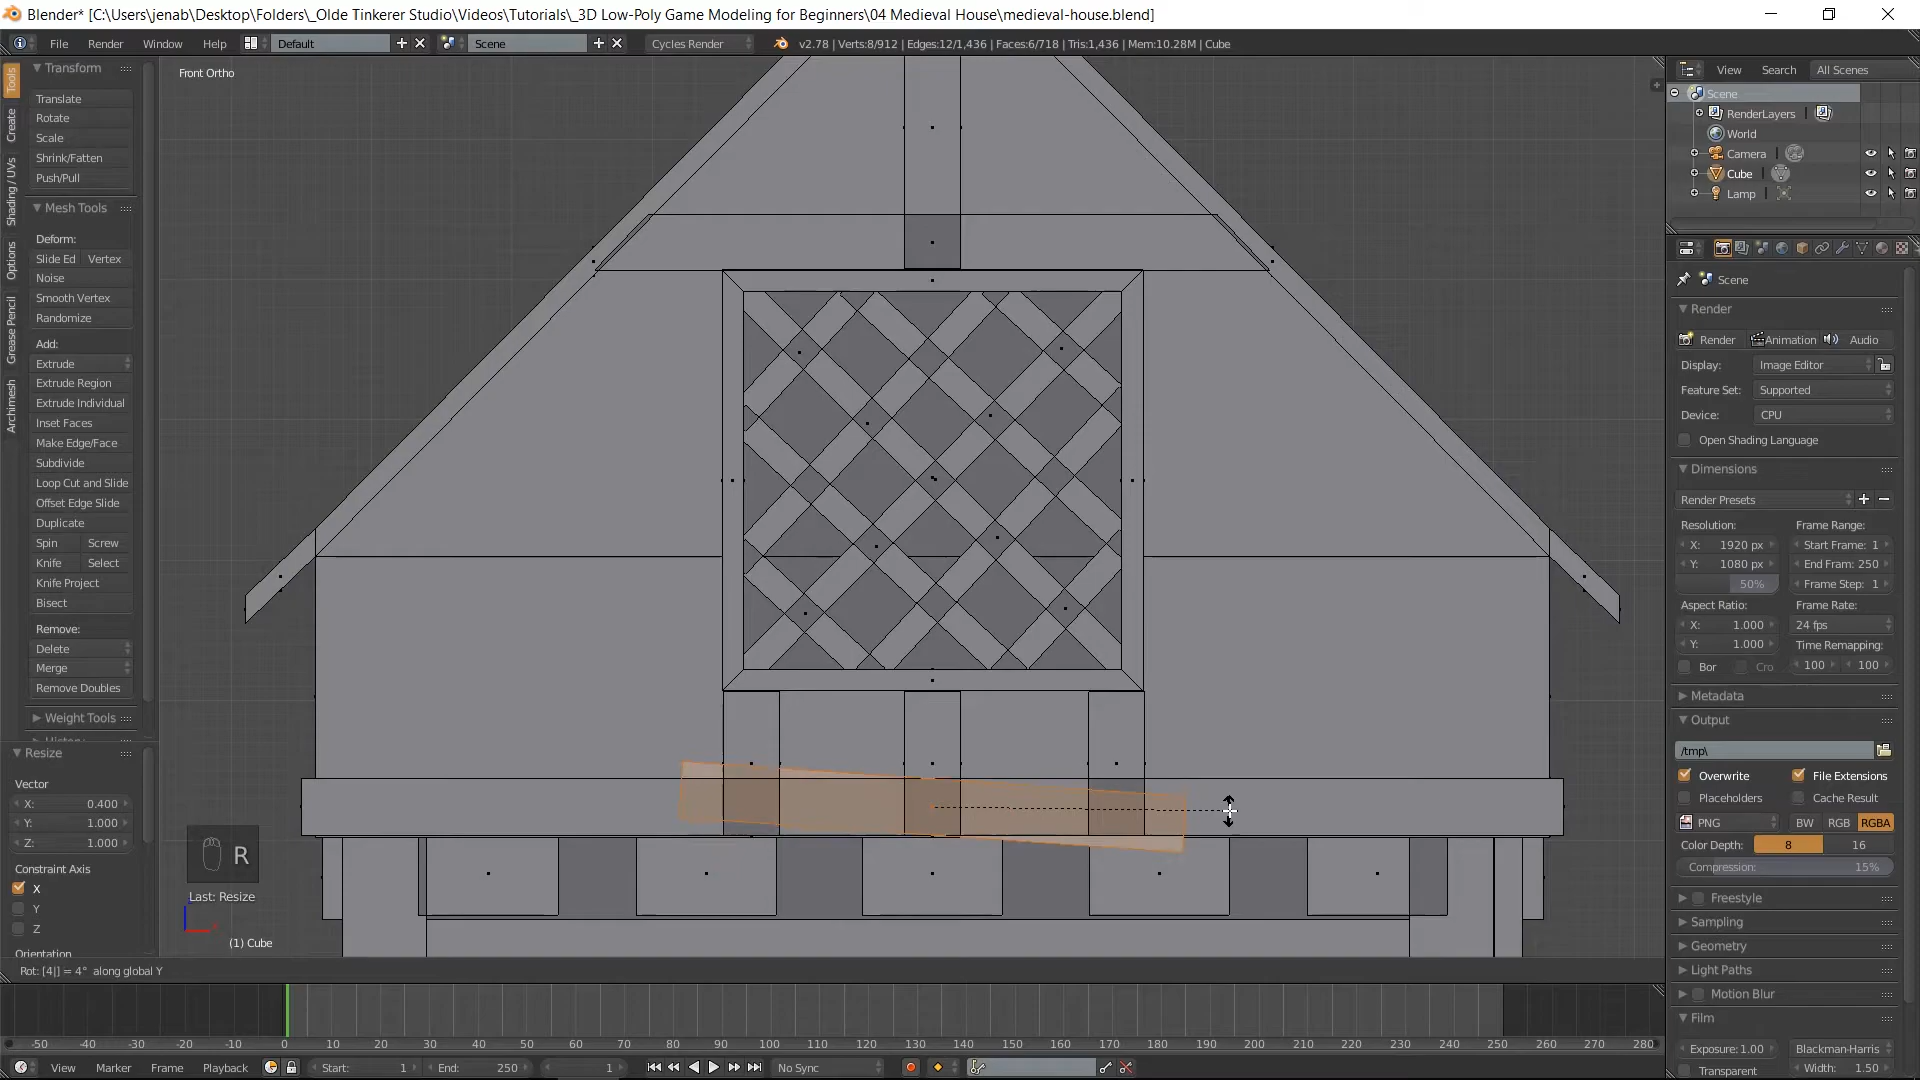 Blender* [C:\Users\jenab\Desktop\Folders\_Olde Tinkerer Studio\Videos\Tutorials\_3D Low-Poly Game Modeling for Beginners\04 Medieval House\medieval-house.blend]
File Render Window Help Default Scene Cycles Render v2.78 | Verts:8/912 | Edges:12/1,436 | Faces:6/718 | Tris:1,436 | Mem:10.28M | Cube
Tools
Create
Shading / UVs
Options
Grease Pencil
Archimesh
Transform
Translate
Rotate
Scale
Shrink/Fatten
Push/Pull
Mesh Tools
Deform:
Slide Ed Vertex
Noise
Smooth Vertex
Randomize
Add:
Extrude
Extrude Region
Extrude Individual
Inset Faces
Make Edge/Face
Subdivide
Loop Cut and Slide
Offset Edge Slide
Duplicate
Spin Screw
Knife Select
Knife Project
Bisect
Remove:
Delete
Merge
Remove Doubles
Weight Tools
Resize
Vector
X: 0.400
Y: 1.000
Z: 1.000
Constraint Axis
X
Y
Z
Orientation
Front Ortho
R
Last: Resize
(1) Cube
Rot: [4|] = 4° along global Y
View Search All Scenes
Scene
RenderLayers |
World
Camera |
Cube
Lamp |
Scene
Render
Render Animation Audio
Display: Image Editor
Feature Set: Supported
Device: CPU
Open Shading Language
Dimensions
Render Presets
Resolution: Frame Range:
X: 1920 px Start Frame: 1
Y: 1080 px End Fram: 250
50% Frame Step: 1
Aspect Ratio: Frame Rate:
X: 1.000 24 fps
Y: 1.000 Time Remapping:
Bor Cro 100 100
Metadata
Output
/tmp\
Overwrite File Extensions
Placeholders Cache Result
PNG BW RGB RGBA
Color Depth: 8 16
Compression: 15%
Freestyle
Sampling
Geometry
Light Paths
Motion Blur
Film
Exposure: 1.00 Blackman-Harris
Transparent Width: 1.50
-50 -40 -30 -20 -10 0 10 20 30 40 50 60 70 80 90 100 110 120 130 140 150 160 170 180 190 200 210 220 230 240 250 260 270 280
View Marker Frame Playback Start: 1 End: 250 1 No Sync